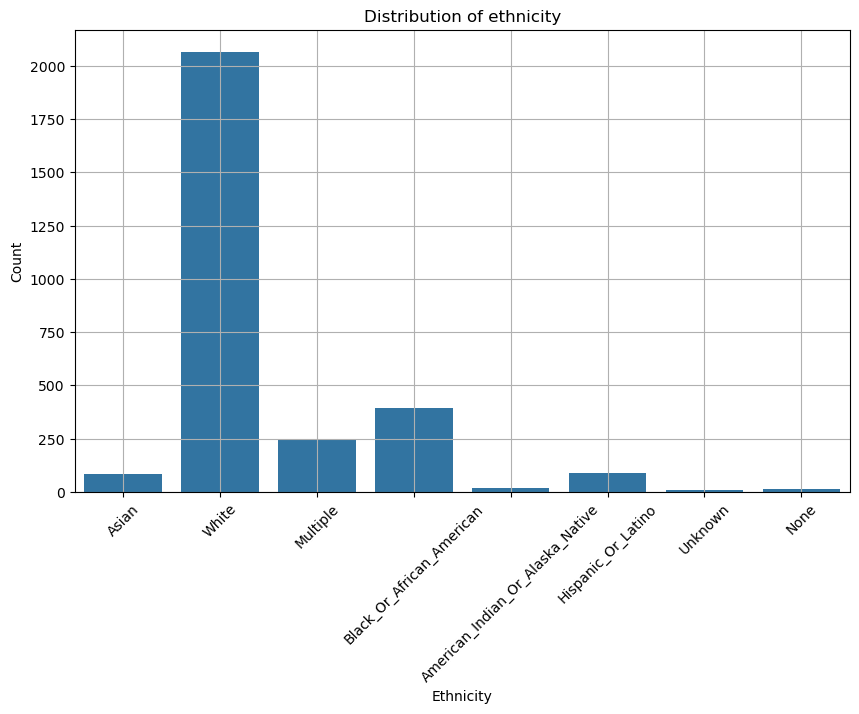 Distribution of ethnicity
Count
2000
1750
1500
1250
1000
750
500
250
0
Asian
White
Multiple
Black_Or_African_American
American_Indian_Or_Alaska_Native
Hispanic_Or_Latino
Unknown
None
Ethnicity